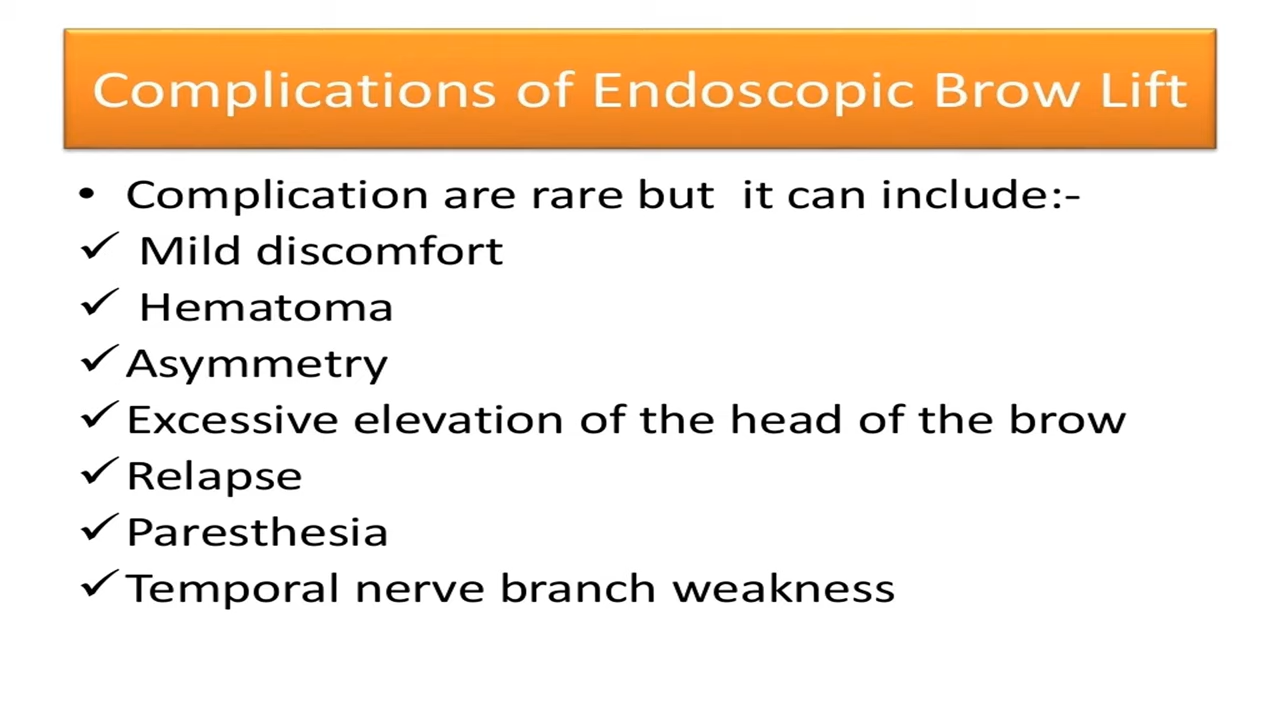 Complications of Endoscopic Brow Lift
• Complication are rare but  it can include:-
✓ Mild discomfort
✓ Hematoma
✓ Asymmetry
✓ Excessive elevation of the head of the brow
✓ Relapse
✓ Paresthesia
✓ Temporal nerve branch weakness